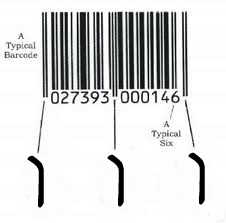 A
Typical
Barcode
027393 000146
A
Typical
Six